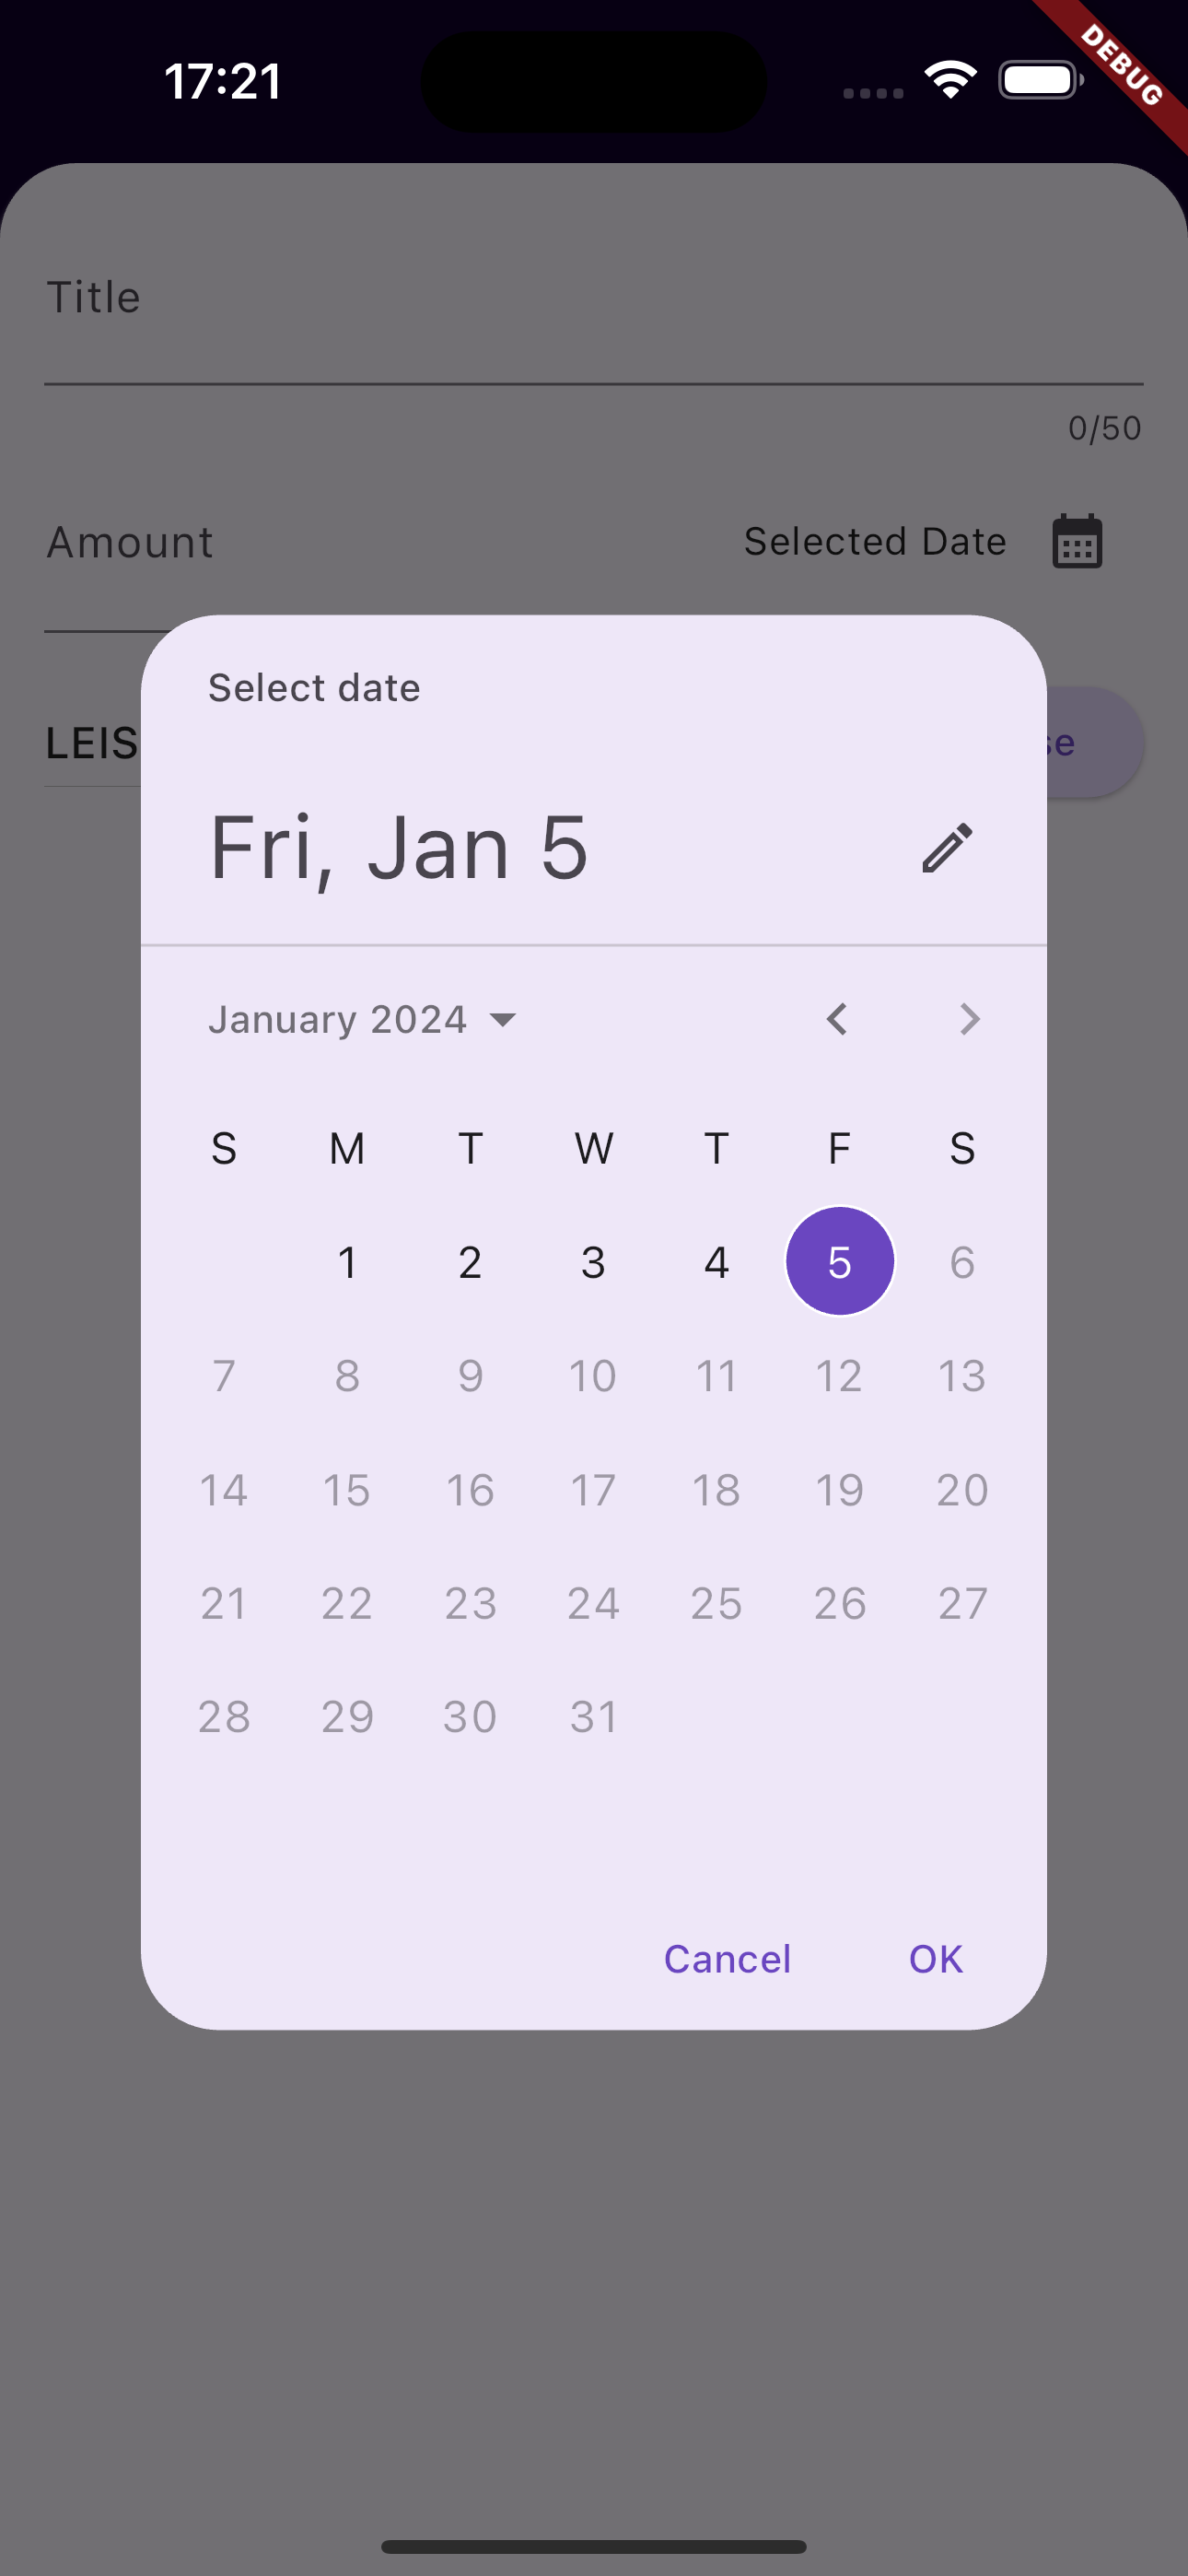 17:21
DEBUG
Title
0/50
Amount
Selected Date
LEIS
se
Select date
Fri, Jan 5
January 2024
S M T W T F S
1 2 3 4 5 6
7 8 9 10 11 12 13
14 15 16 17 18 19 20
21 22 23 24 25 26 27
28 29 30 31
Cancel OK